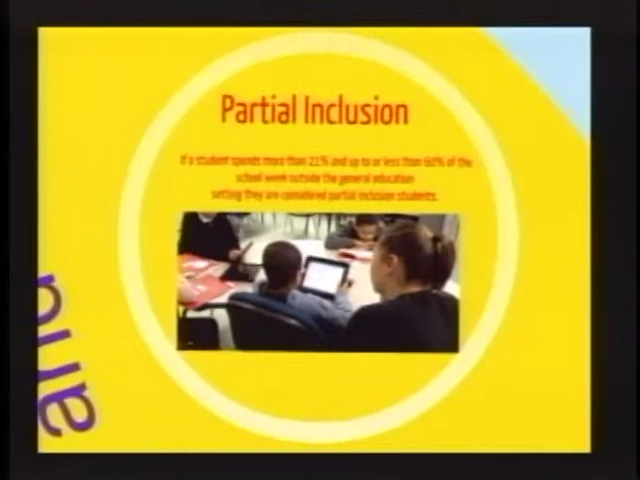 Partial Inclusion
If a student spends more than 21% and up to or less than 60% of the
school week outside the general education
setting they are considered partial inclusion students.
and